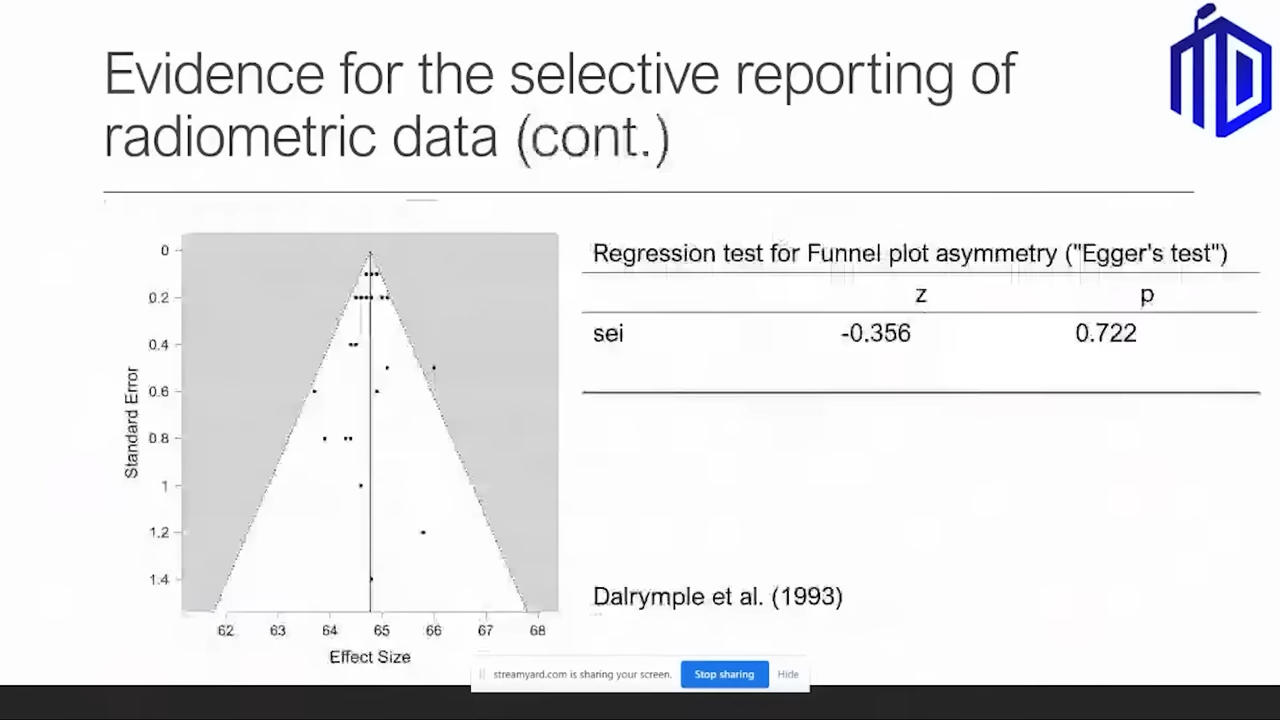 Evidence for the selective reporting of
radiometric data (cont.)
Regression test for Funnel plot asymmetry ("Egger's test")
z p
sei -0.356 0.722
Dalrymple et al. (1993)
Standard Error
0
0.2
0.4
0.6
0.8
1
1.2
1.4
62 63 64 65 66 67 68
Effect Size
streamyard.com is sharing your screen. Stop sharing Hide